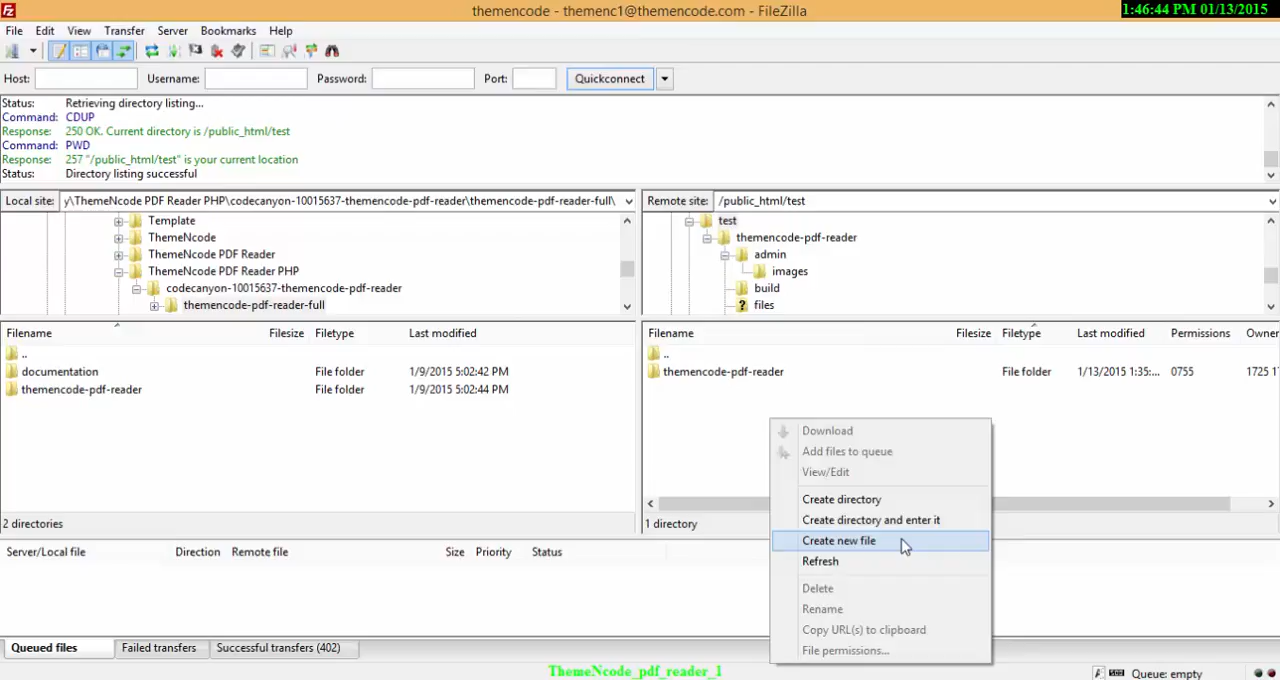 themencode - themenc1@themencode.com - FileZilla
1:46:44 PM 01/13/2015
File Edit View Transfer Server Bookmarks Help
Host: Username: Password: Port: Quickconnect
Status: Retrieving directory listing...
Command: CDUP
Response: 250 OK. Current directory is /public_html/test
Command: PWD
Response: 257 "/public_html/test" is your current location
Status: Directory listing successful
Local site: y\ThemeNcode PDF Reader PHP\codecanyon-10015637-themencode-pdf-reader\themencode-pdf-reader-full\
Template
ThemeNcode
ThemeNcode PDF Reader
ThemeNcode PDF Reader PHP
codecanyon-10015637-themencode-pdf-reader
themencode-pdf-reader-full
Remote site: /public_html/test
test
themencode-pdf-reader
admin
images
build
? files
Filename Filesize Filetype Last modified
..
documentation File folder 1/9/2015 5:02:42 PM
themencode-pdf-reader File folder 1/9/2015 5:02:44 PM
2 directories
Filename Filesize Filetype Last modified Permissions Owner
..
themencode-pdf-reader File folder 1/13/2015 1:35:... 0755 1725 17
1 directory
Download
Add files to queue
View/Edit
Create directory
Create directory and enter it
Create new file
Refresh
Delete
Rename
Copy URL(s) to clipboard
File permissions...
Server/Local file Direction Remote file Size Priority Status
Queued files Failed transfers Successful transfers (402)
ThemeNcode_pdf_reader_1
Queue: empty